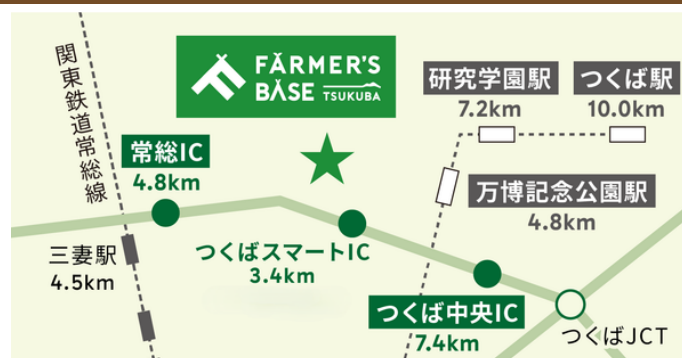 関東鉄道常総線
FARMER'S
BASE TSUKUBA
研究学園駅
7.2km
つくば駅
10.0km
常総IC
4.8km
万博記念公園駅
4.8km
三妻駅
4.5km
つくばスマートIC
3.4km
つくば中央IC
7.4km
つくばJCT